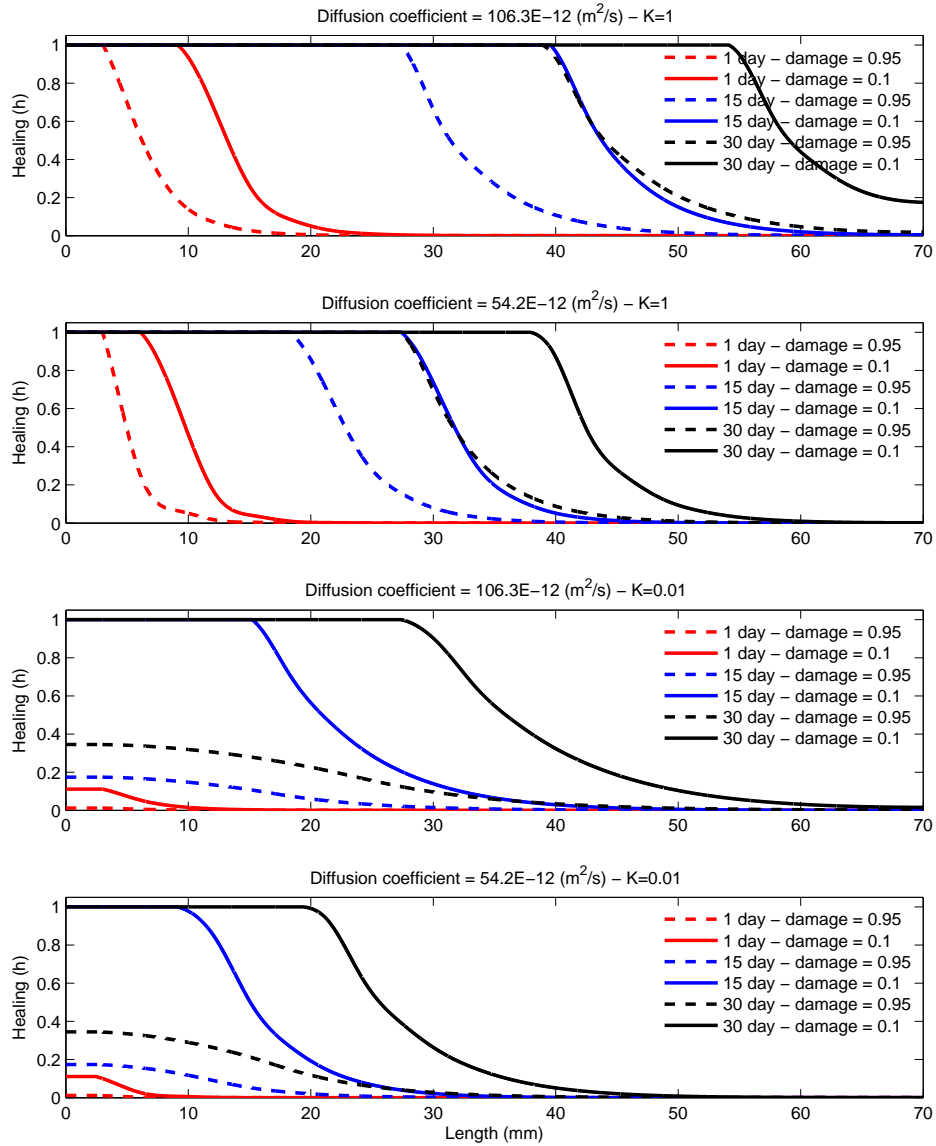 Diffusion coefficient = 106.3E−12 (m²/s) − K=1
1
0.8
0.6
0.4
0.2
0
Healing (h)
0 10 20 30 40 50 60 70
1 day − damage = 0.95
1 day − damage = 0.1
15 day − damage = 0.95
15 day − damage = 0.1
30 day − damage = 0.95
30 day − damage = 0.1
Diffusion coefficient = 54.2E−12 (m²/s) − K=1
1
0.8
0.6
0.4
0.2
0
Healing (h)
0 10 20 30 40 50 60 70
1 day − damage = 0.95
1 day − damage = 0.1
15 day − damage = 0.95
15 day − damage = 0.1
30 day − damage = 0.95
30 day − damage = 0.1
Diffusion coefficient = 106.3E−12 (m²/s) − K=0.01
1
0.8
0.6
0.4
0.2
0
Healing (h)
0 10 20 30 40 50 60 70
1 day − damage = 0.95
1 day − damage = 0.1
15 day − damage = 0.95
15 day − damage = 0.1
30 day − damage = 0.95
30 day − damage = 0.1
Diffusion coefficient = 54.2E−12 (m²/s) − K=0.01
1
0.8
0.6
0.4
0.2
0
Healing (h)
0 10 20 30 40 50 60 70
Length (mm)
1 day − damage = 0.95
1 day − damage = 0.1
15 day − damage = 0.95
15 day − damage = 0.1
30 day − damage = 0.95
30 day − damage = 0.1